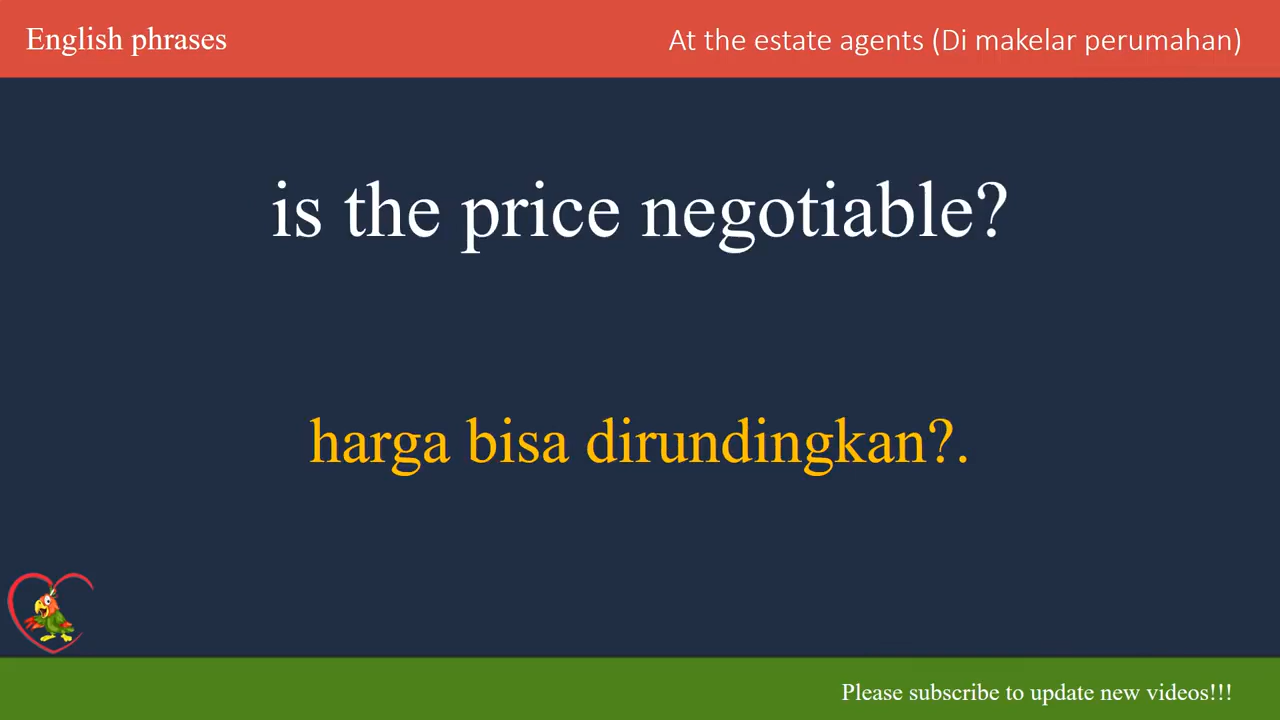 English phrases
At the estate agents (Di makelar perumahan)
is the price negotiable?
harga bisa dirundingkan?.
Please subscribe to update new videos!!!